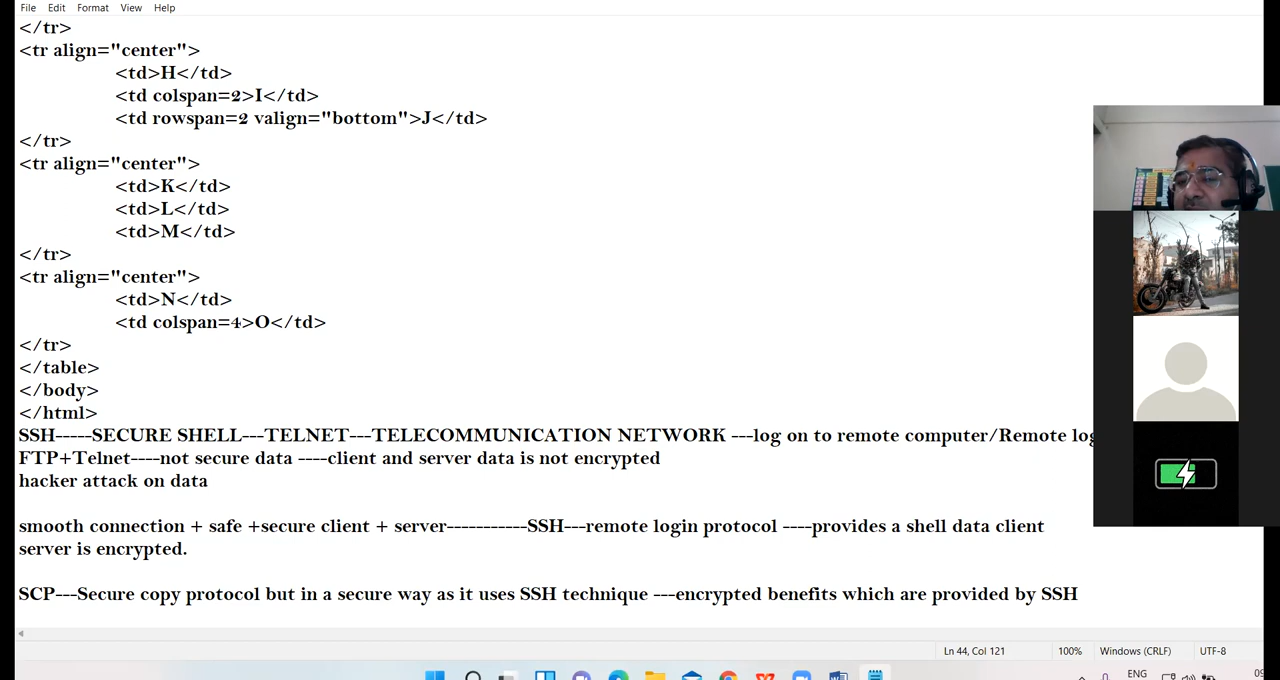 File Edit Format View Help
</tr>
<tr align="center">
<td>H</td>
<td colspan=2>I</td>
<td rowspan=2 valign="bottom">J</td>
</tr>
<tr align="center">
<td>K</td>
<td>L</td>
<td>M</td>
</tr>
<tr align="center">
<td>N</td>
<td colspan=4>O</td>
</tr>
</table>
</body>
</html>
SSH-----SECURE SHELL---TELNET---TELECOMMUNICATION NETWORK ---log on to remote computer/Remote
FTP+Telnet----not secure data ----client and server data is not encrypted
hacker attack on data
smooth connection + safe +secure client + server-----------SSH---remote login protocol ----provides a shell data client
server is encrypted.
SCP---Secure copy protocol but in a secure way as it uses SSH technique ---encrypted benefits which are provided by SSH
Ln 44, Col 121 100% Windows (CRLF) UTF-8
ENG